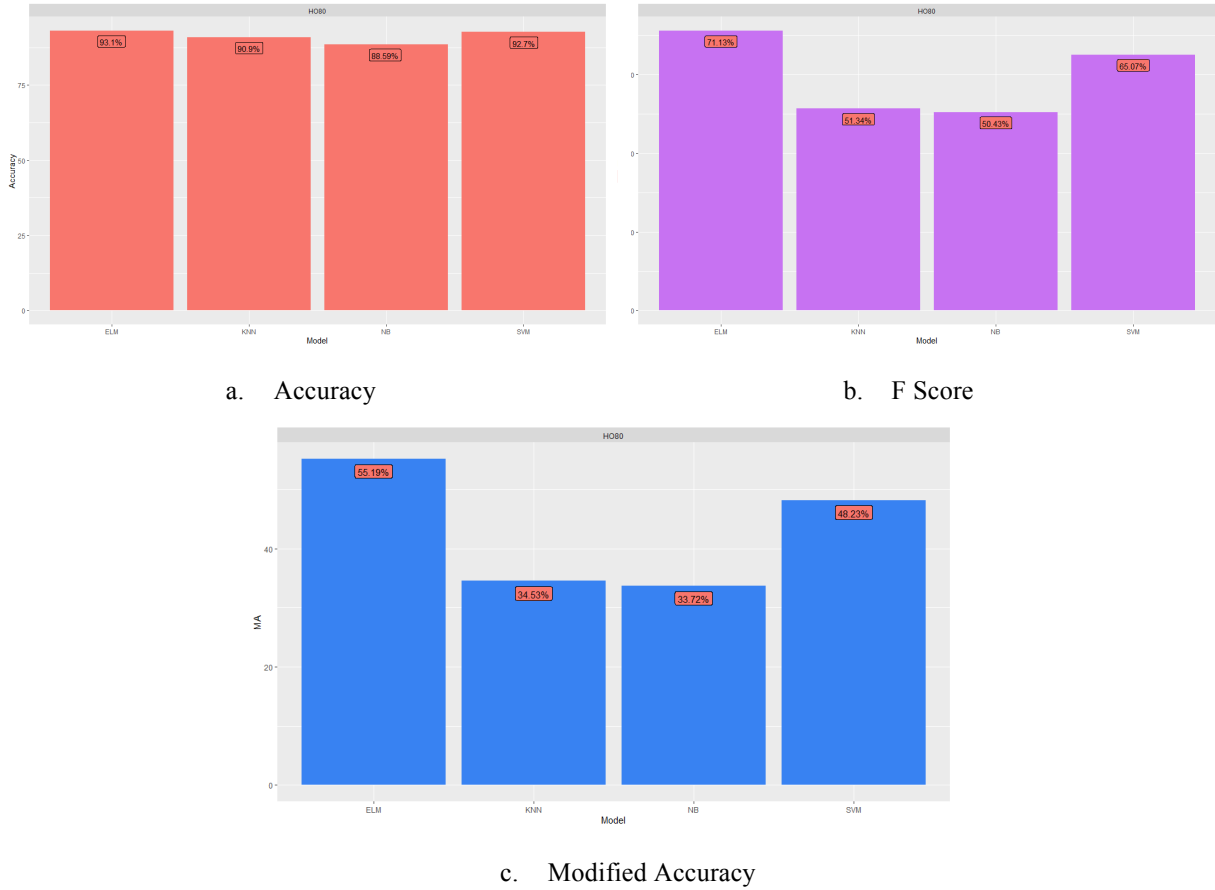 HO80
93.1%
90.9%
88.59%
92.7%
75
50
25
0
Accuracy
ELM KNN NB SVM
Model
a. Accuracy
HO80
71.13%
51.34%
50.43%
65.07%
0
0
0
0
ELM KNN NB SVM
Model
b. F Score
HO80
55.19%
34.53%
33.72%
48.23%
40
20
0
MA
ELM KNN NB SVM
Model
c. Modified Accuracy